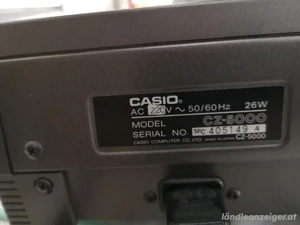 CASIO®
AC 220V ~ 50/60Hz 26W
MODEL CZ-5000
SERIAL NO. SFC 405149 A
CASIO COMPUTER CO., LTD. MADE IN JAPAN CZ-5000
ländleanzeiger.at